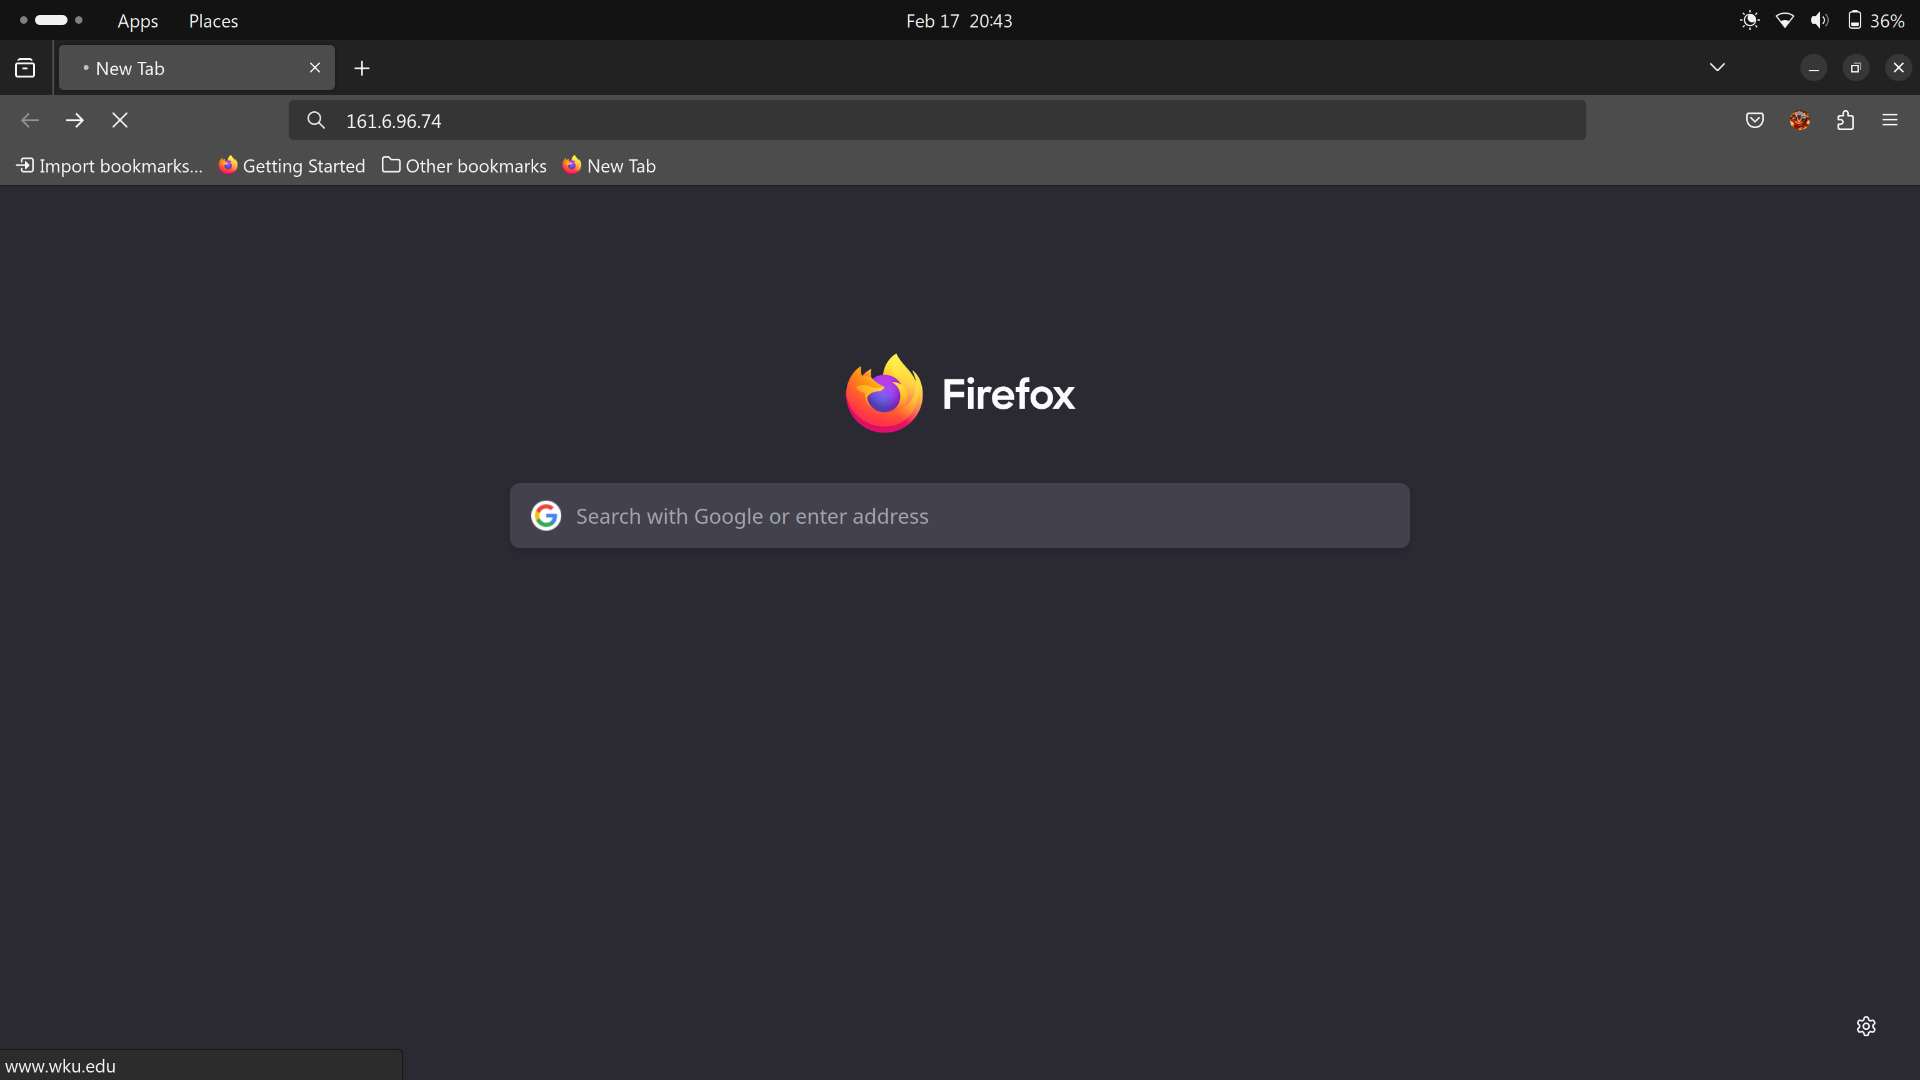 Apps Places Feb 17 20:43 36%
New Tab
161.6.96.74
Import bookmarks... Getting Started Other bookmarks New Tab
Firefox
Search with Google or enter address
www.wku.edu